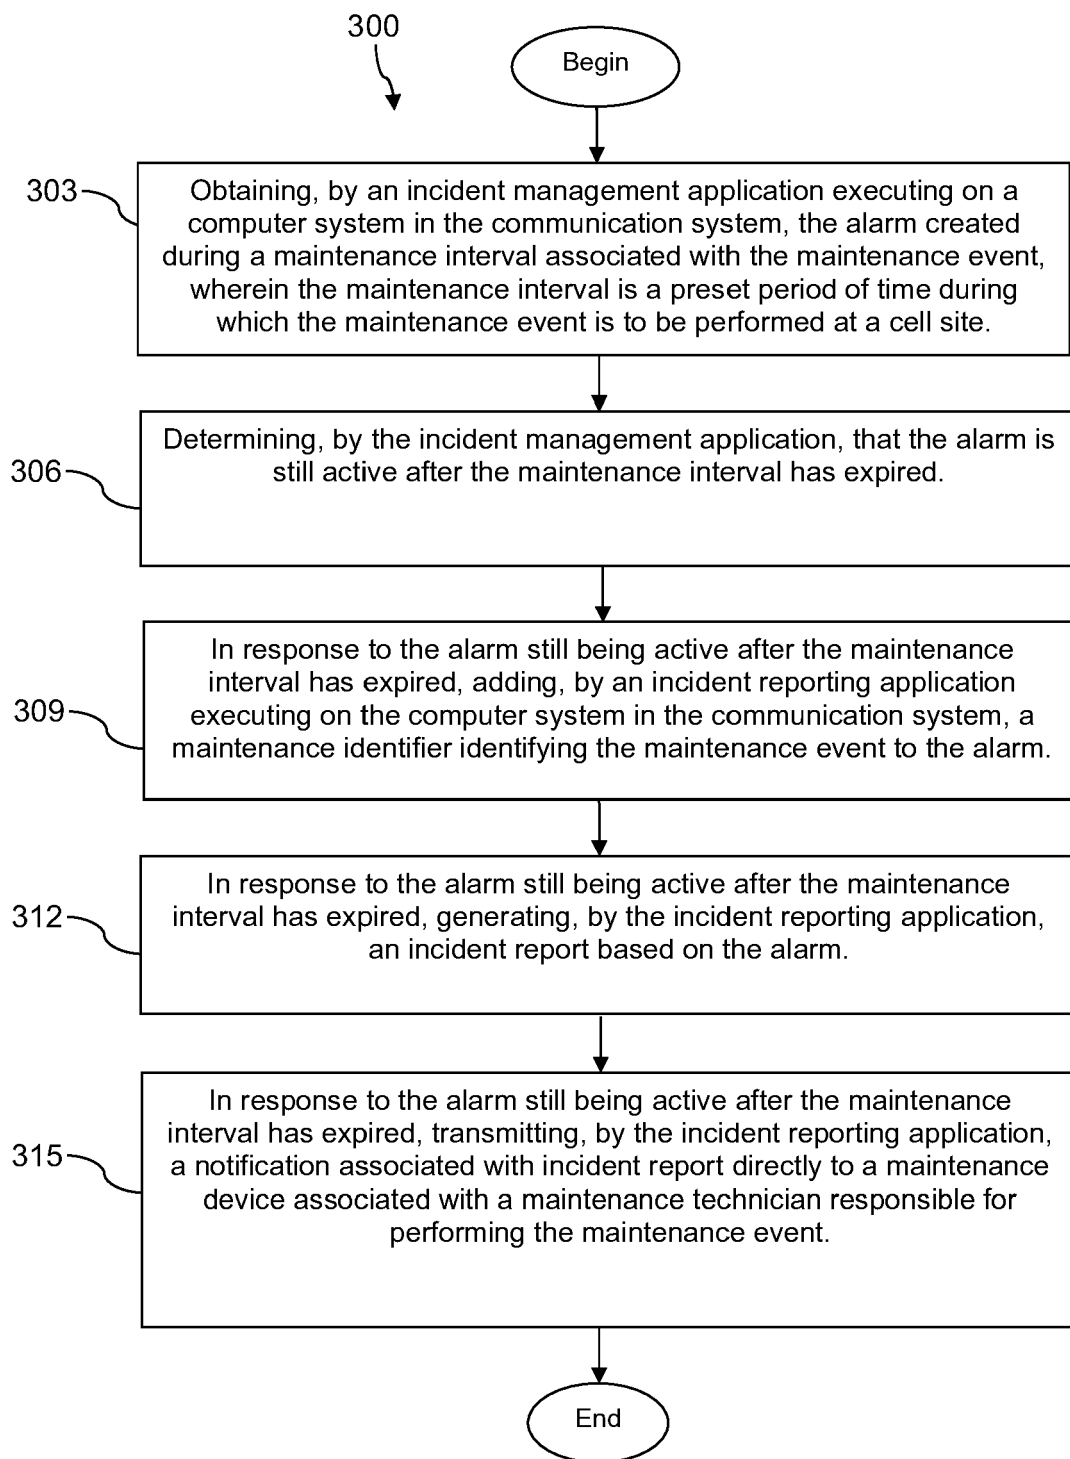 300
Begin
303
Obtaining, by an incident management application executing on a
computer system in the communication system, the alarm created
during a maintenance interval associated with the maintenance event,
wherein the maintenance interval is a preset period of time during
which the maintenance event is to be performed at a cell site.
306
Determining, by the incident management application, that the alarm is
still active after the maintenance interval has expired.
309
In response to the alarm still being active after the maintenance
interval has expired, adding, by an incident reporting application
executing on the computer system in the communication system, a
maintenance identifier identifying the maintenance event to the alarm.
312
In response to the alarm still being active after the maintenance
interval has expired, generating, by the incident reporting application,
an incident report based on the alarm.
315
In response to the alarm still being active after the maintenance
interval has expired, transmitting, by the incident reporting application,
a notification associated with incident report directly to a maintenance
device associated with a maintenance technician responsible for
performing the maintenance event.
End